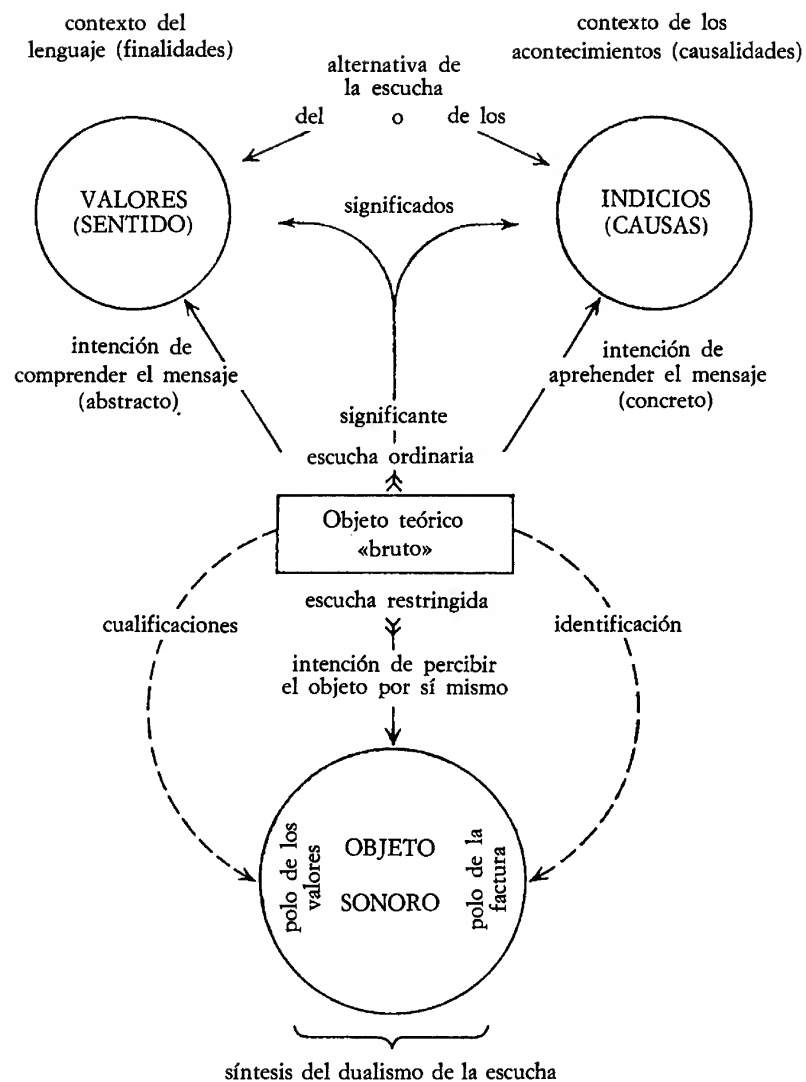 contexto del
lenguaje (finalidades)
contexto de los
acontecimientos (causalidades)
alternativa de
la escucha
del o de los
VALORES
(SENTIDO)
significados
INDICIOS
(CAUSAS)
intención de
comprender el mensaje
(abstracto)
intención de
aprehender el mensaje
(concreto)
significante
escucha ordinaria
Objeto teórico
«bruto»
escucha restringida
cualificaciones
identificación
intención de percibir
el objeto por sí mismo
polo de los
valores
OBJETO
SONORO
polo de la
factura
síntesis del dualismo de la escucha